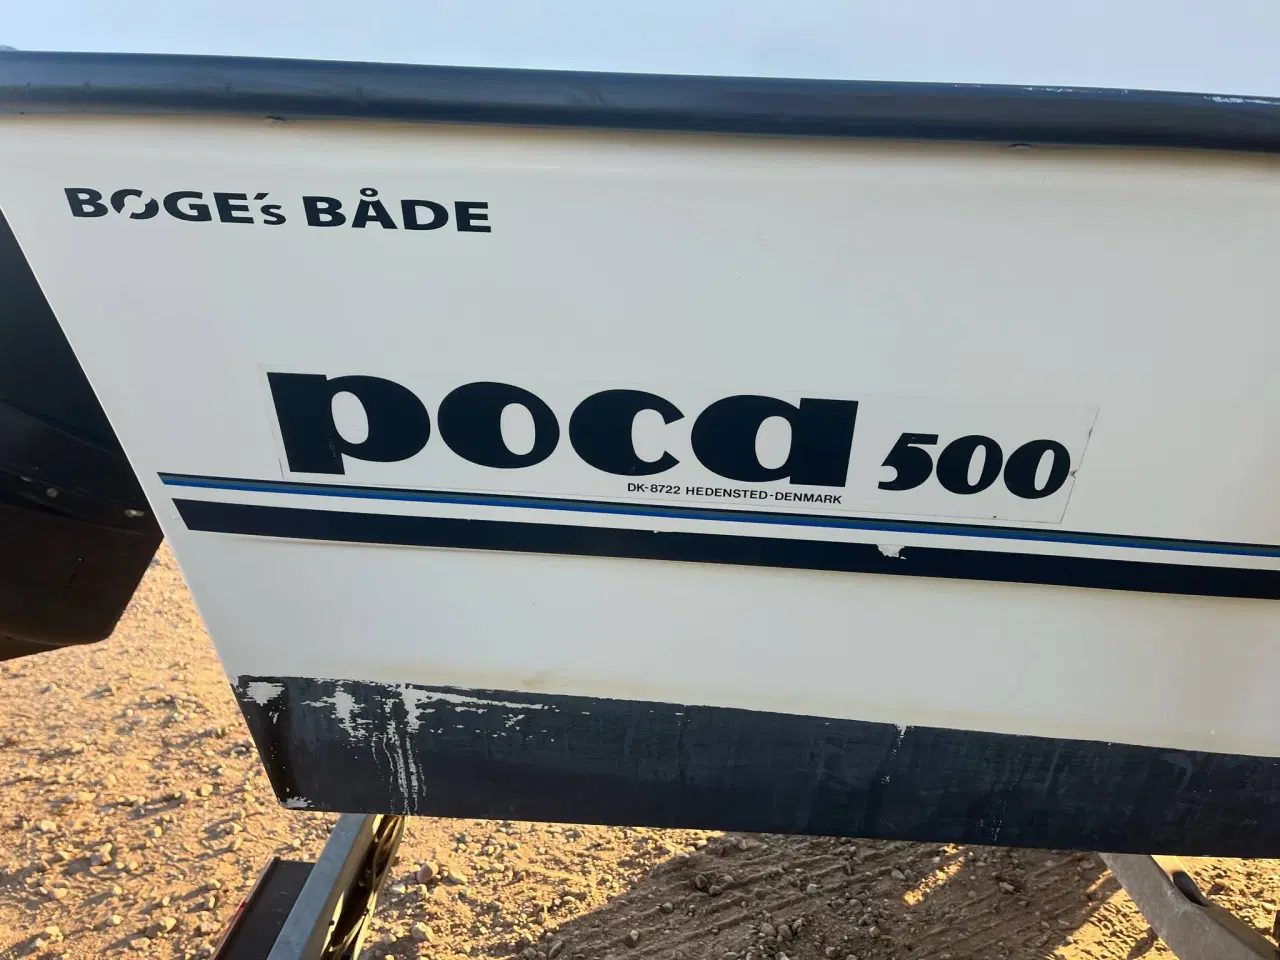 BØGE´s BÅDE
poca 500
DK-8722 HEDENSTED-DENMARK